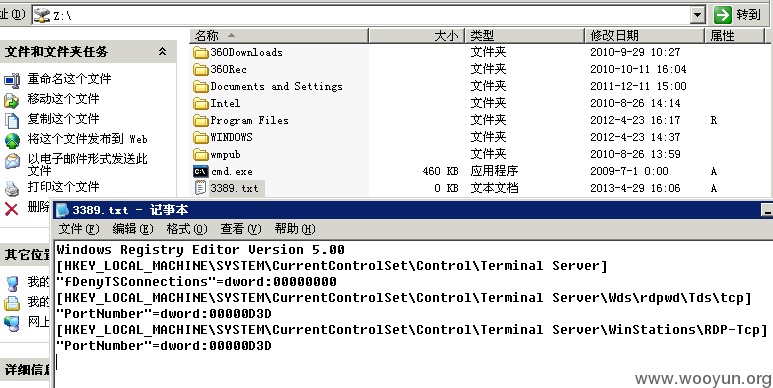 址(D) Z:\ 转到
文件和文件夹任务
重命名这个文件
移动这个文件
复制这个文件
将这个文件发布到 Web
以电子邮件形式发送此
文件
打印这个文件
删除
其它位
我的
我的
网上
详细信息
名称 大小 类型 修改日期 属性
360Downloads 文件夹 2010-9-29 10:27
360Rec 文件夹 2010-10-11 16:04
Documents and Settings 文件夹 2011-12-11 15:00
Intel 文件夹 2010-8-26 14:14
Program Files 文件夹 2012-4-23 16:17 R
WINDOWS 文件夹 2012-4-23 14:37
wmpub 文件夹 2010-8-26 13:59
cmd.exe 460 KB 应用程序 2009-7-1 0:00 A
3389.txt 0 KB 文本文档 2013-4-29 16:06 A
3389.txt - 记事本
文件(F) 编辑(E) 格式(O) 查看(V) 帮助(H)
Windows Registry Editor Version 5.00
[HKEY_LOCAL_MACHINE\SYSTEM\CurrentControlSet\Control\Terminal Server]
"fDenyTSConnections"=dword:00000000
[HKEY_LOCAL_MACHINE\SYSTEM\CurrentControlSet\Control\Terminal Server\Wds\rdpwd\Tds\tcp]
"PortNumber"=dword:00000D3D
[HKEY_LOCAL_MACHINE\SYSTEM\CurrentControlSet\Control\Terminal Server\WinStations\RDP-Tcp]
"PortNumber"=dword:00000D3D
www.wooyun.org